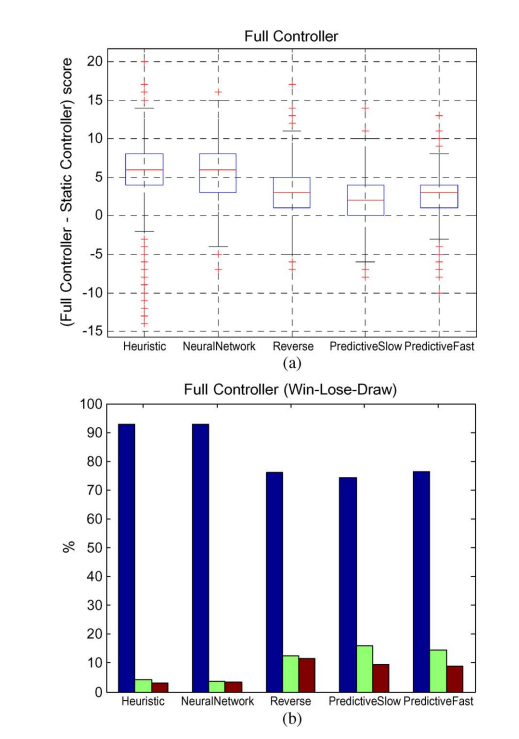 Full Controller
(Full Controller - Static Controller) score
20
15
10
5
0
-5
-10
-15
Heuristic NeuralNetwork Reverse PredictiveSlow PredictiveFast
(a)
Full Controller (Win-Lose-Draw)
%
100
90
80
70
60
50
40
30
20
10
0
Heuristic NeuralNetwork Reverse PredictiveSlow PredictiveFast
(b)